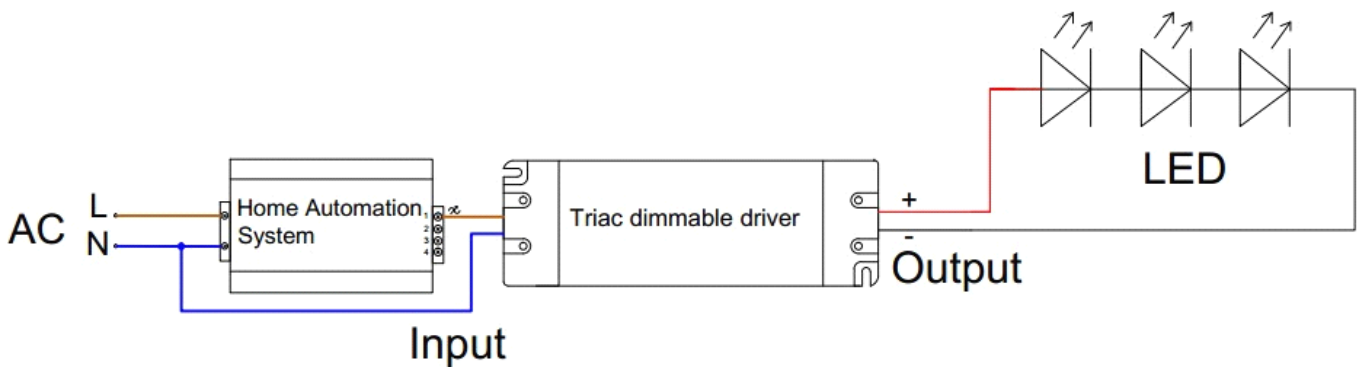 AC
L
N
Home Automation
System
1
2
3
4
Input
Triac dimmable driver
+
-
Output
LED